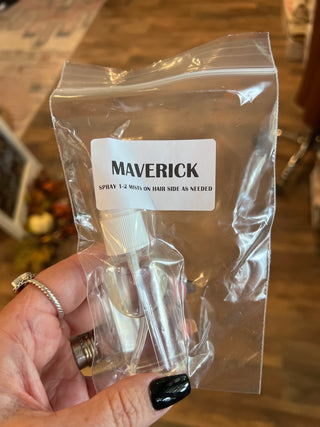 MAVERICK
SPRAY 1-2 MISTS ON HAIR SIDE AS NEEDED